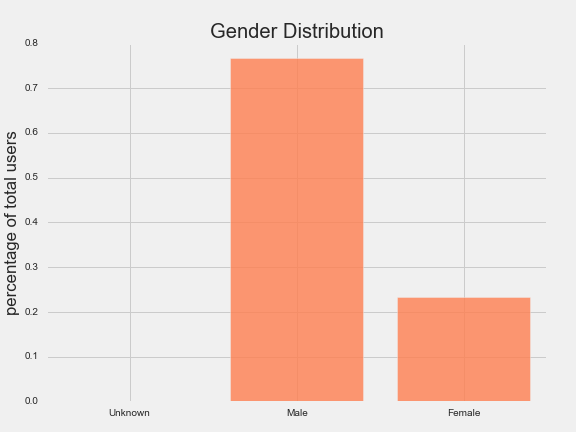 Gender Distribution
percentage of total users
0.8
0.7
0.6
0.5
0.4
0.3
0.2
0.1
0.0
Unknown
Male
Female